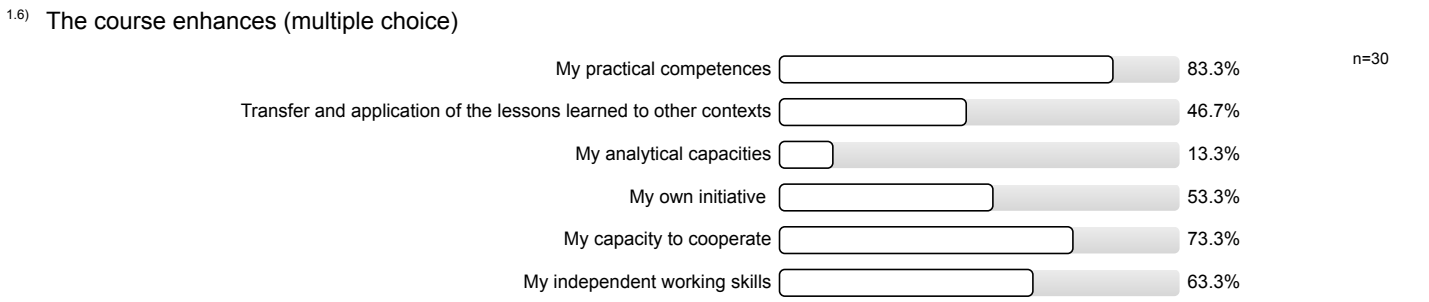 1.6) The course enhances (multiple choice)
My practical competences 83.3% n=30
Transfer and application of the lessons learned to other contexts 46.7%
My analytical capacities 13.3%
My own initiative 53.3%
My capacity to cooperate 73.3%
My independent working skills 63.3%